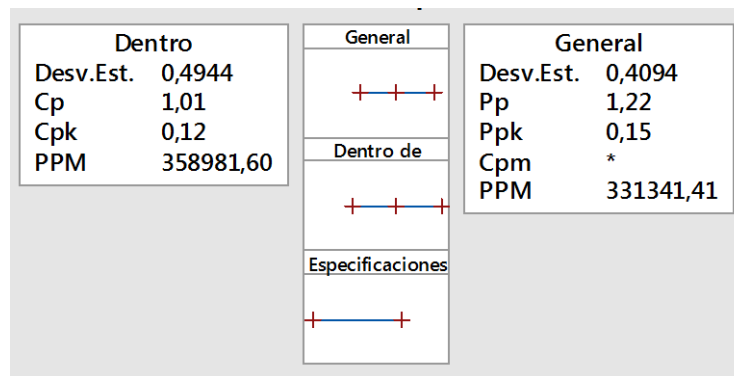 Dentro
Desv.Est. 0,4944
Cp 1,01
Cpk 0,12
PPM 358981,60
General
Dentro de
Especificaciones
General
Desv.Est. 0,4094
Pp 1,22
Ppk 0,15
Cpm *
PPM 331341,41